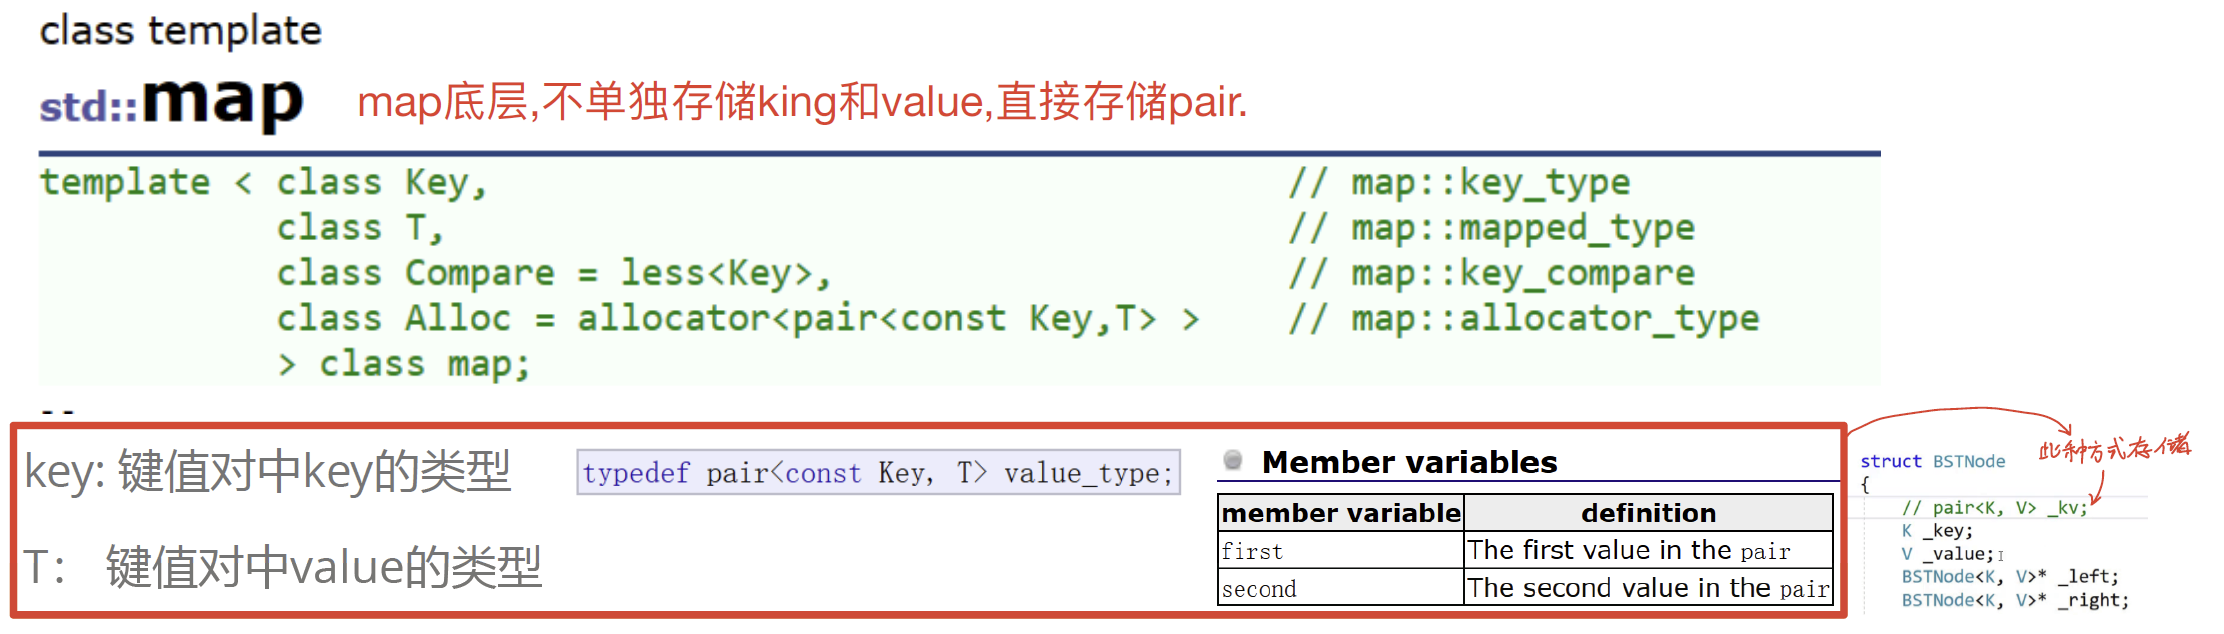 class template
std::map map底层,不单独存储king和value,直接存储pair.
template < class Key, // map::key_type
class T, // map::mapped_type
class Compare = less<Key>, // map::key_compare
class Alloc = allocator<pair<const Key,T> > // map::allocator_type
> class map;
key: 键值对中key的类型
T: 键值对中value的类型
typedef pair<const Key, T> value_type;
Member variables
member variable definition
first The first value in the pair
second The second value in the pair
此种方式存储
struct BSTNode
{
// pair<K, V> _kv;
K _key;
V _value;
BSTNode<K, V>* _left;
BSTNode<K, V>* _right;